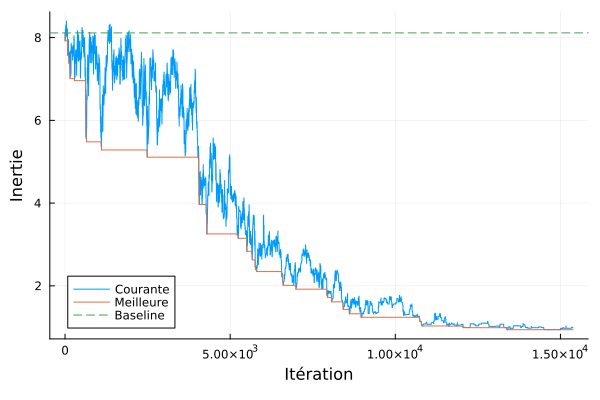 8
6
4
2
Inertie
Courante
Meilleure
Baseline
0
5.00×10³
1.00×10⁴
1.50×10⁴
Itération